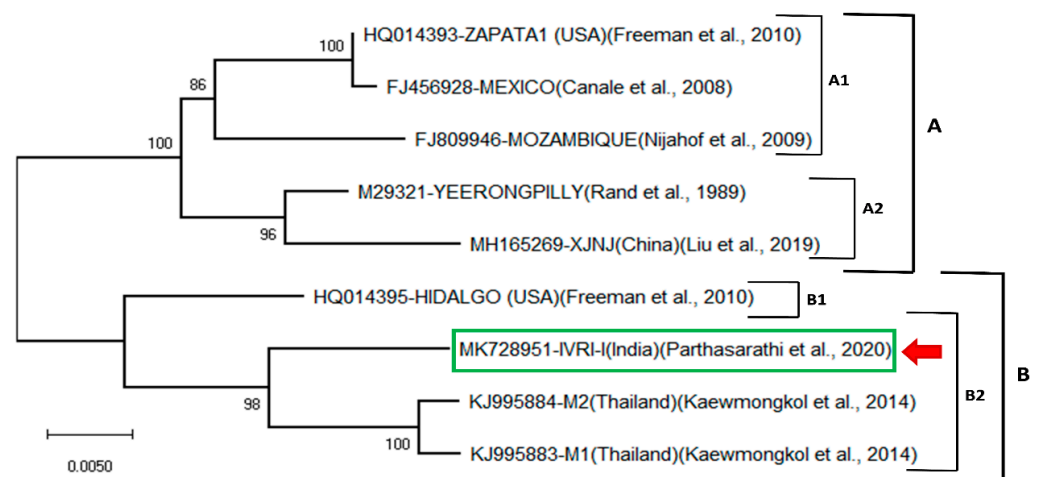 HQ014393-ZAPATA1 (USA)(Freeman et al., 2010)
100
A1
86
FJ456928-MEXICO(Canale et al., 2008)
A
100
FJ809946-MOZAMBIQUE(Nijahof et al., 2009)
M29321-YEERONGPILLY(Rand et al., 1989)
A2
96
MH165269-XJNJ(China)(Liu et al., 2019)
HQ014395-HIDALGO (USA)(Freeman et al., 2010)
B1
MK728951-IVRI-I(India)(Parthasarathi et al., 2020)
B
B2
98
KJ995884-M2(Thailand)(Kaewmongkol et al., 2014)
100
KJ995883-M1(Thailand)(Kaewmongkol et al., 2014)
0.0050